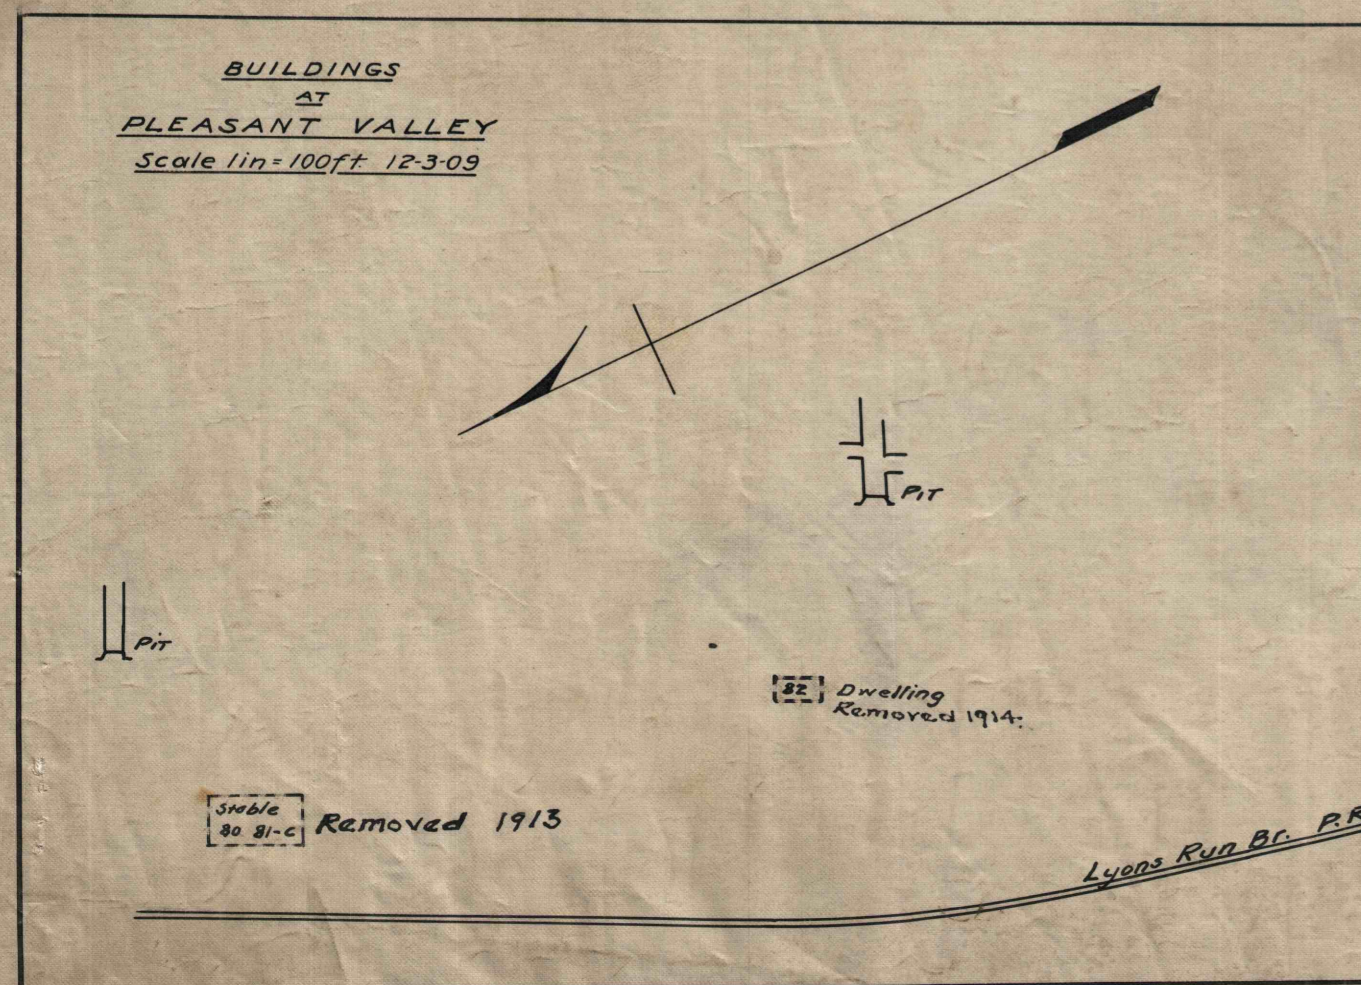 BUILDINGS
AT
PLEASANT VALLEY
Scale 1in = 100ft. 12-3-09
PIT
PIT
82 Dwelling
Removed 1914.
Stable
80 81-C
Removed 1913
Lyons Run Br. P.R